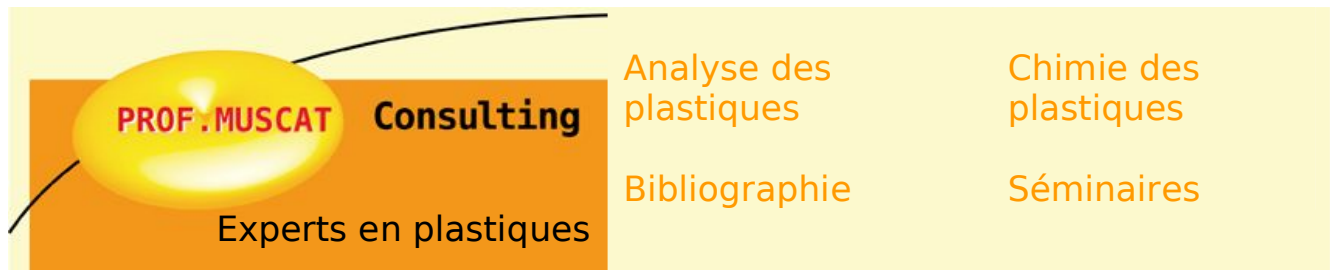 PROF.MUSCAT Consulting
Experts en plastiques
Analyse des
plastiques
Chimie des
plastiques
Bibliographie
Séminaires